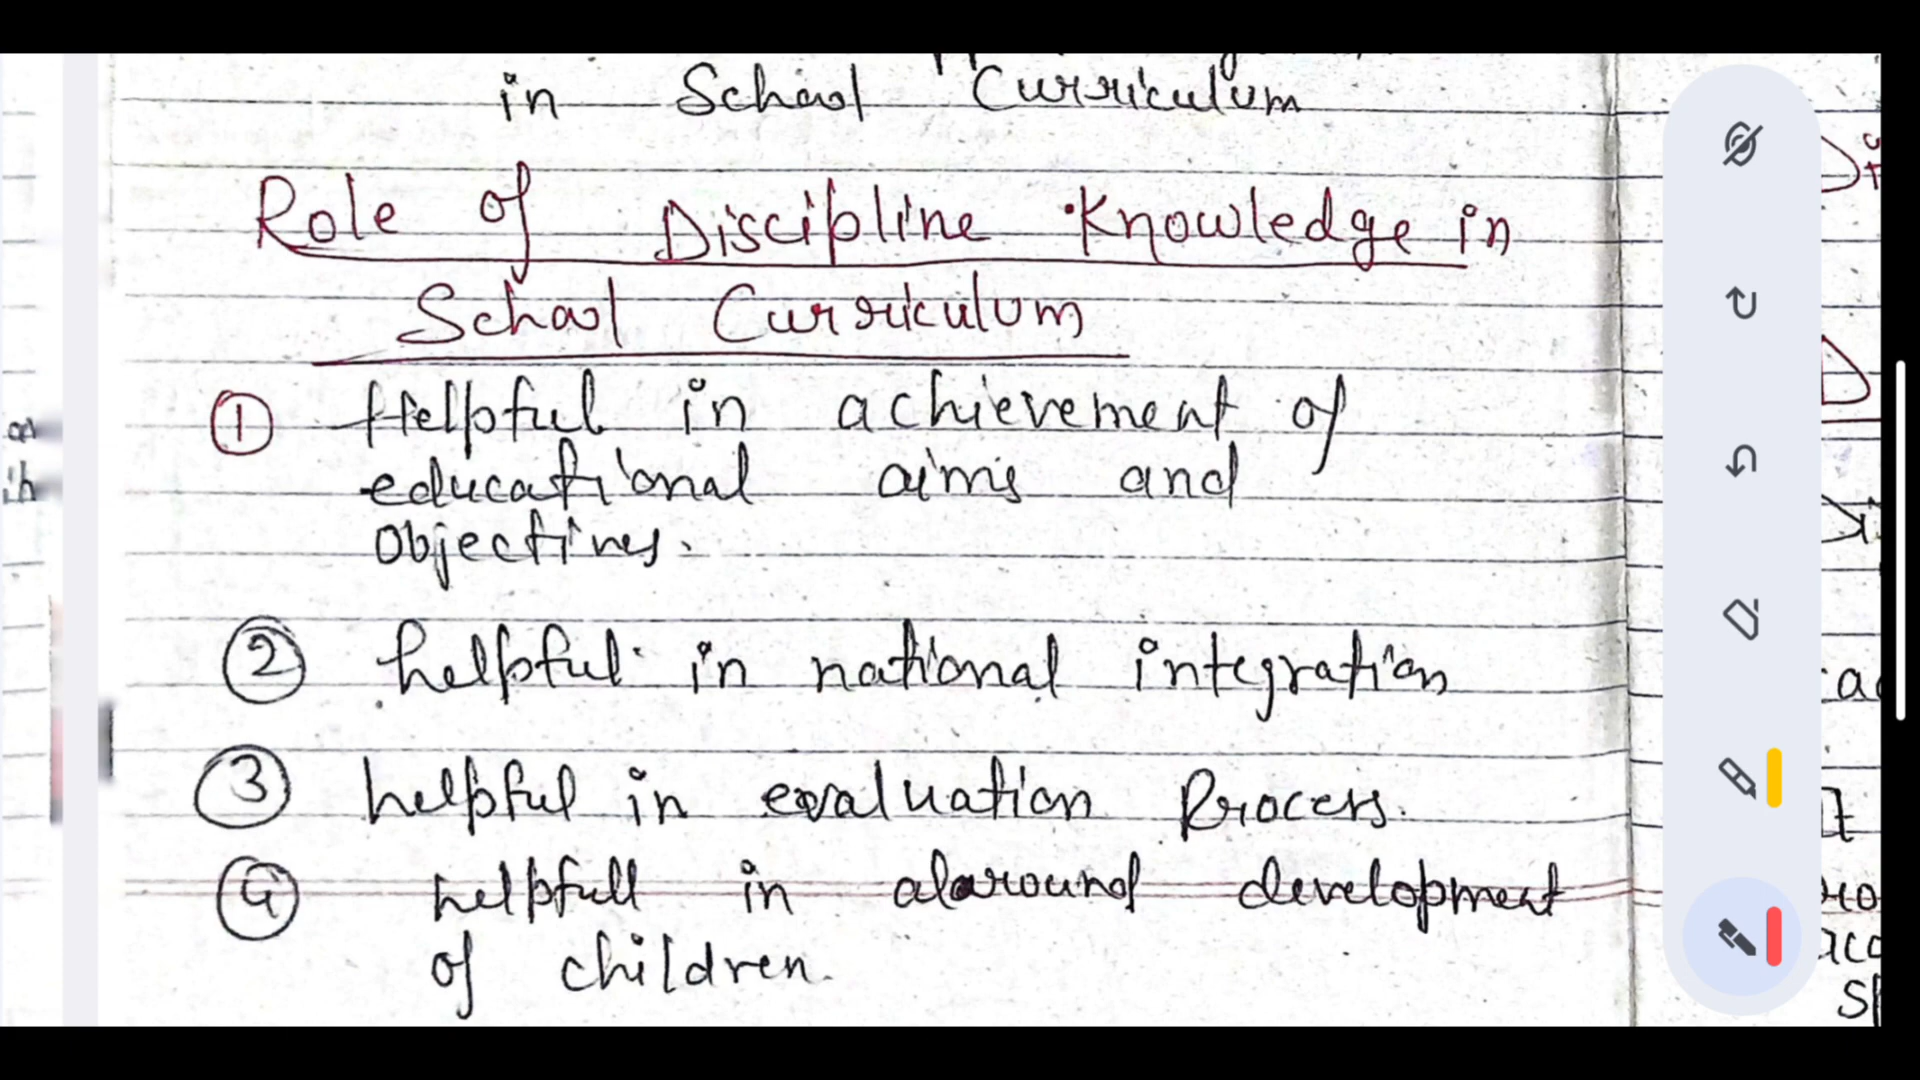 in School Curriculum
Role of Discipline Knowledge in
School Curriculum
① Helpful in achievement of
educational aims and
objectives.
② helpful in national integration
③ helpful in evaluation Process.
④ helpfull in alaround development
of children.